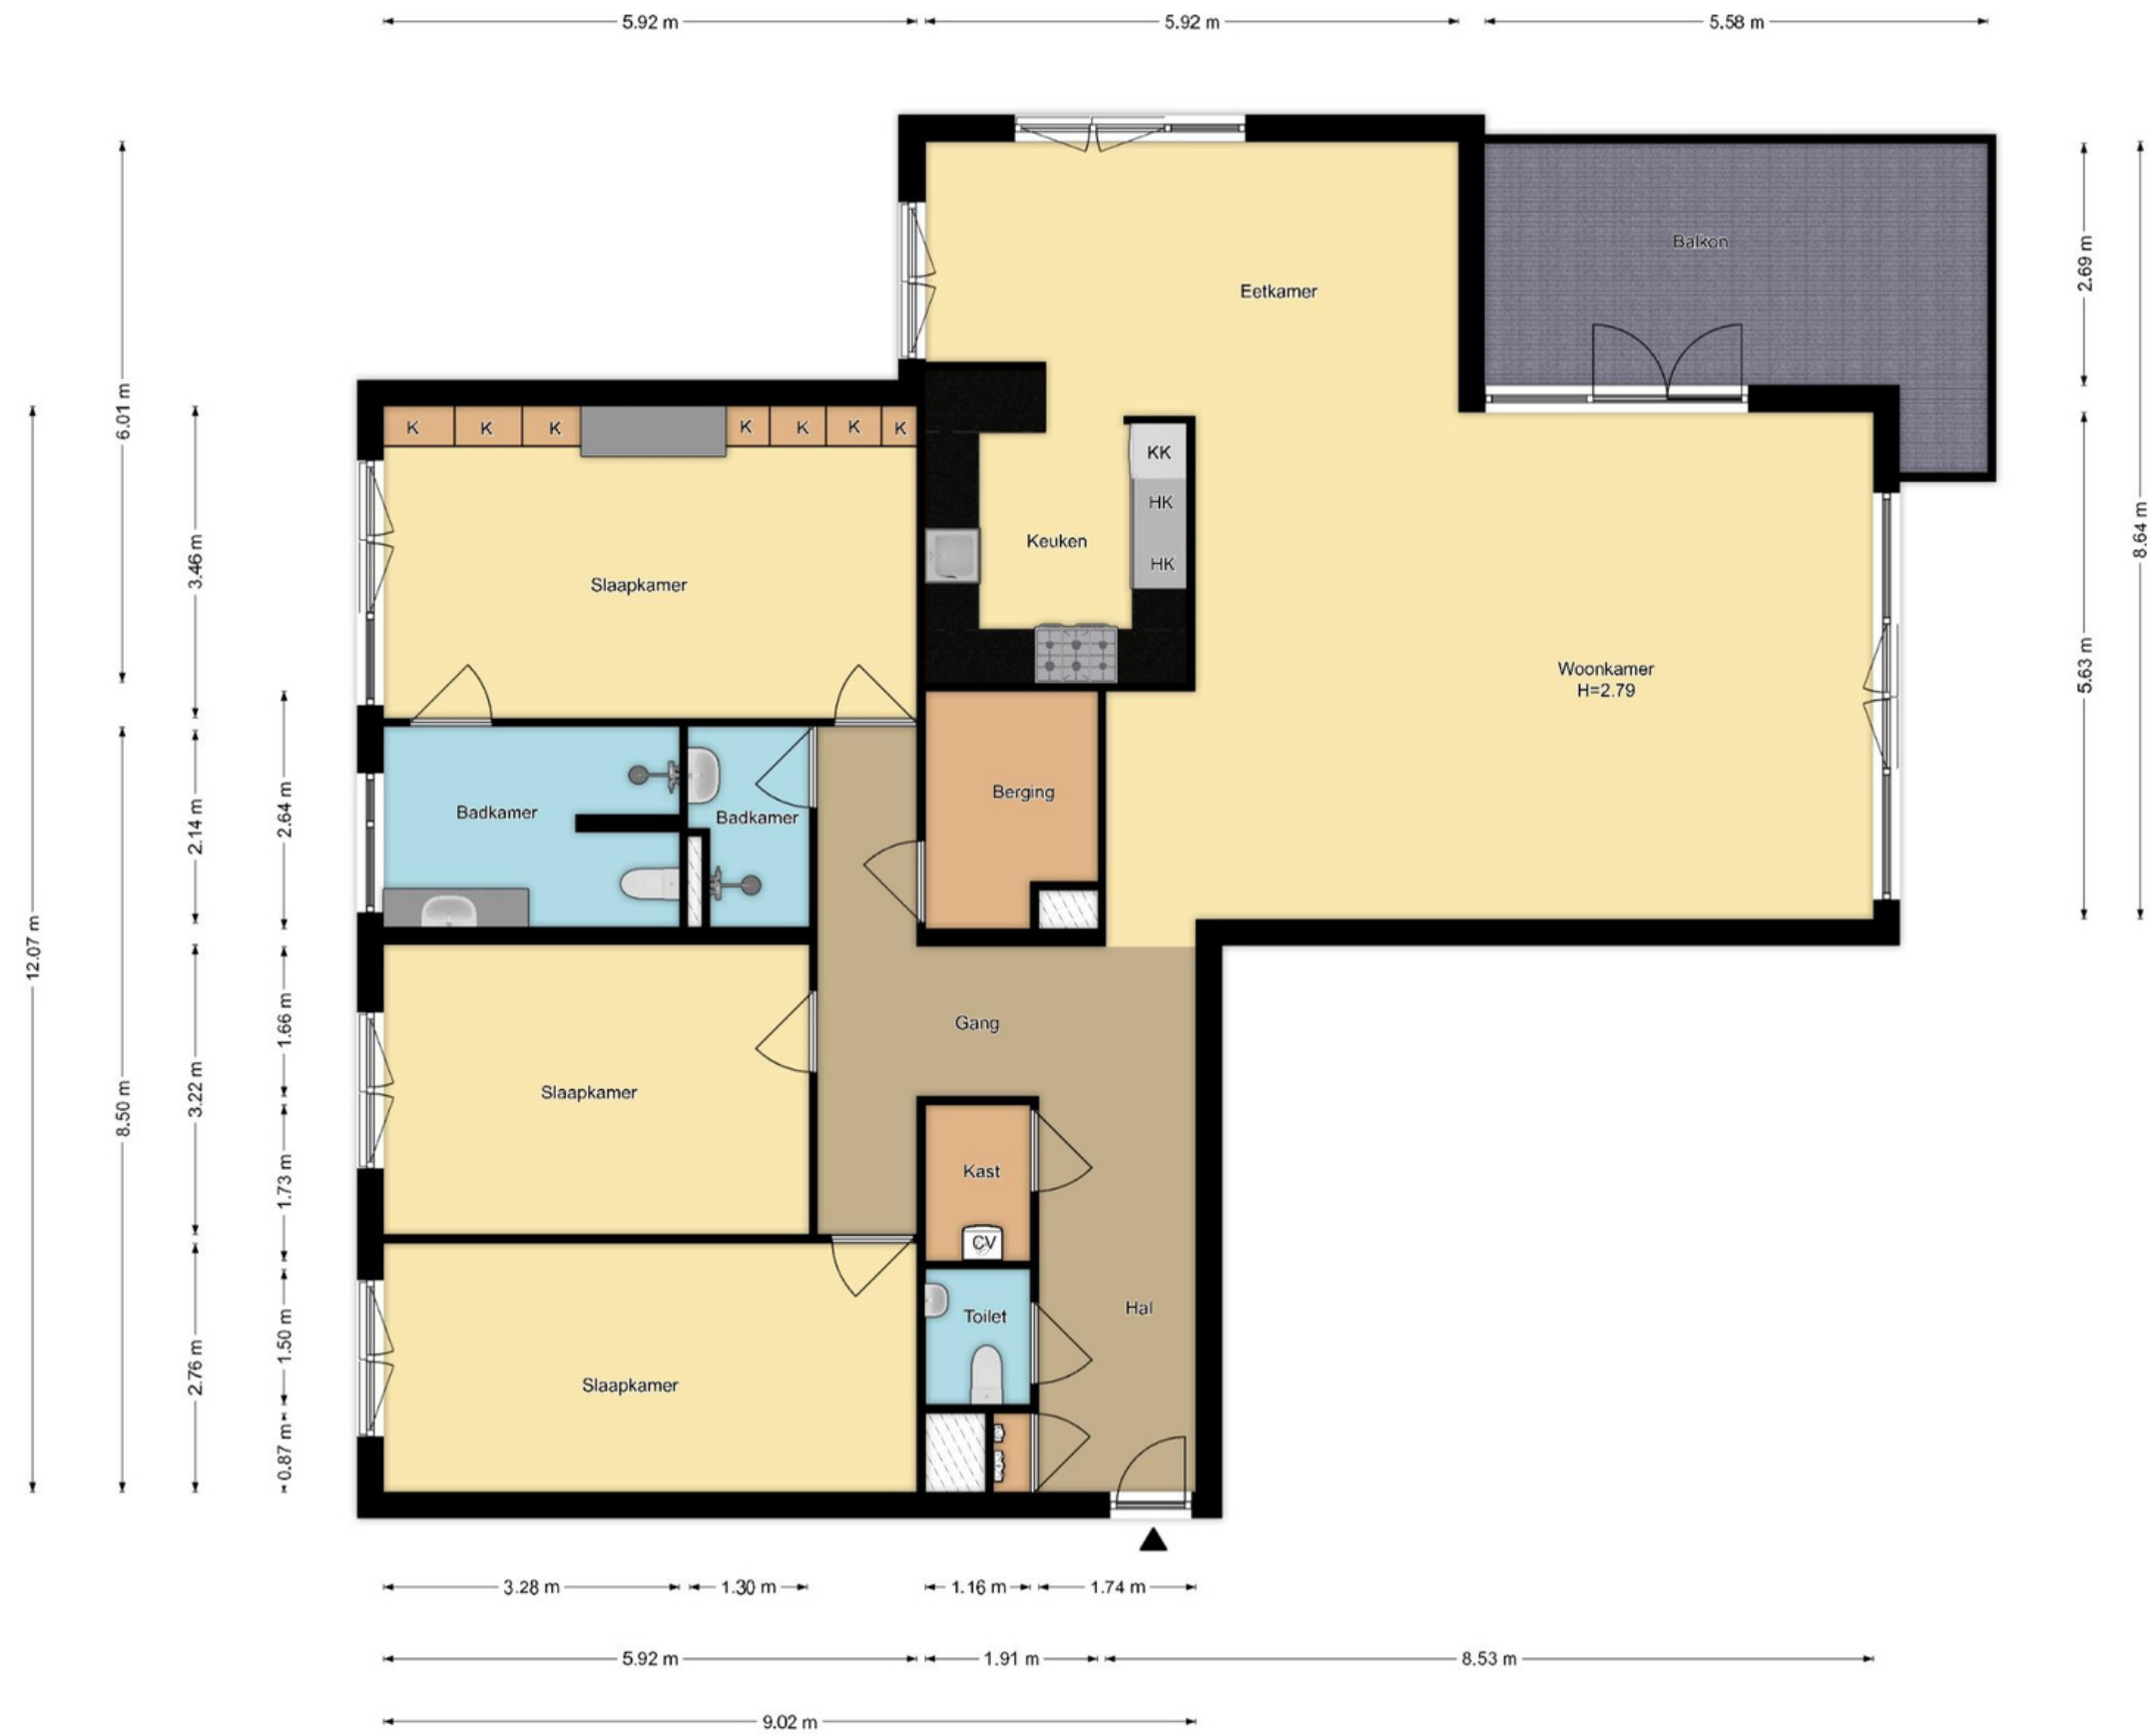 5.92 m
5.92 m
5.58 m
Balkon
Eetkamer
2.69 m
6.01 m
K
K
K
K
K
K
K
KK
HK
HK
Keuken
8.64 m
3.46 m
Slaapkamer
Woonkamer
H=2.79
5.63 m
Berging
Badkamer
Badkamer
2.64 m
2.14 m
12.07 m
Gang
1.66 m
Slaapkamer
3.22 m
8.50 m
Kast
1.73 m
CV
Toilet
Hal
1.50 m
2.76 m
Slaapkamer
0.87 m
3.28 m
1.30 m
1.16 m
1.74 m
5.92 m
1.91 m
8.53 m
9.02 m